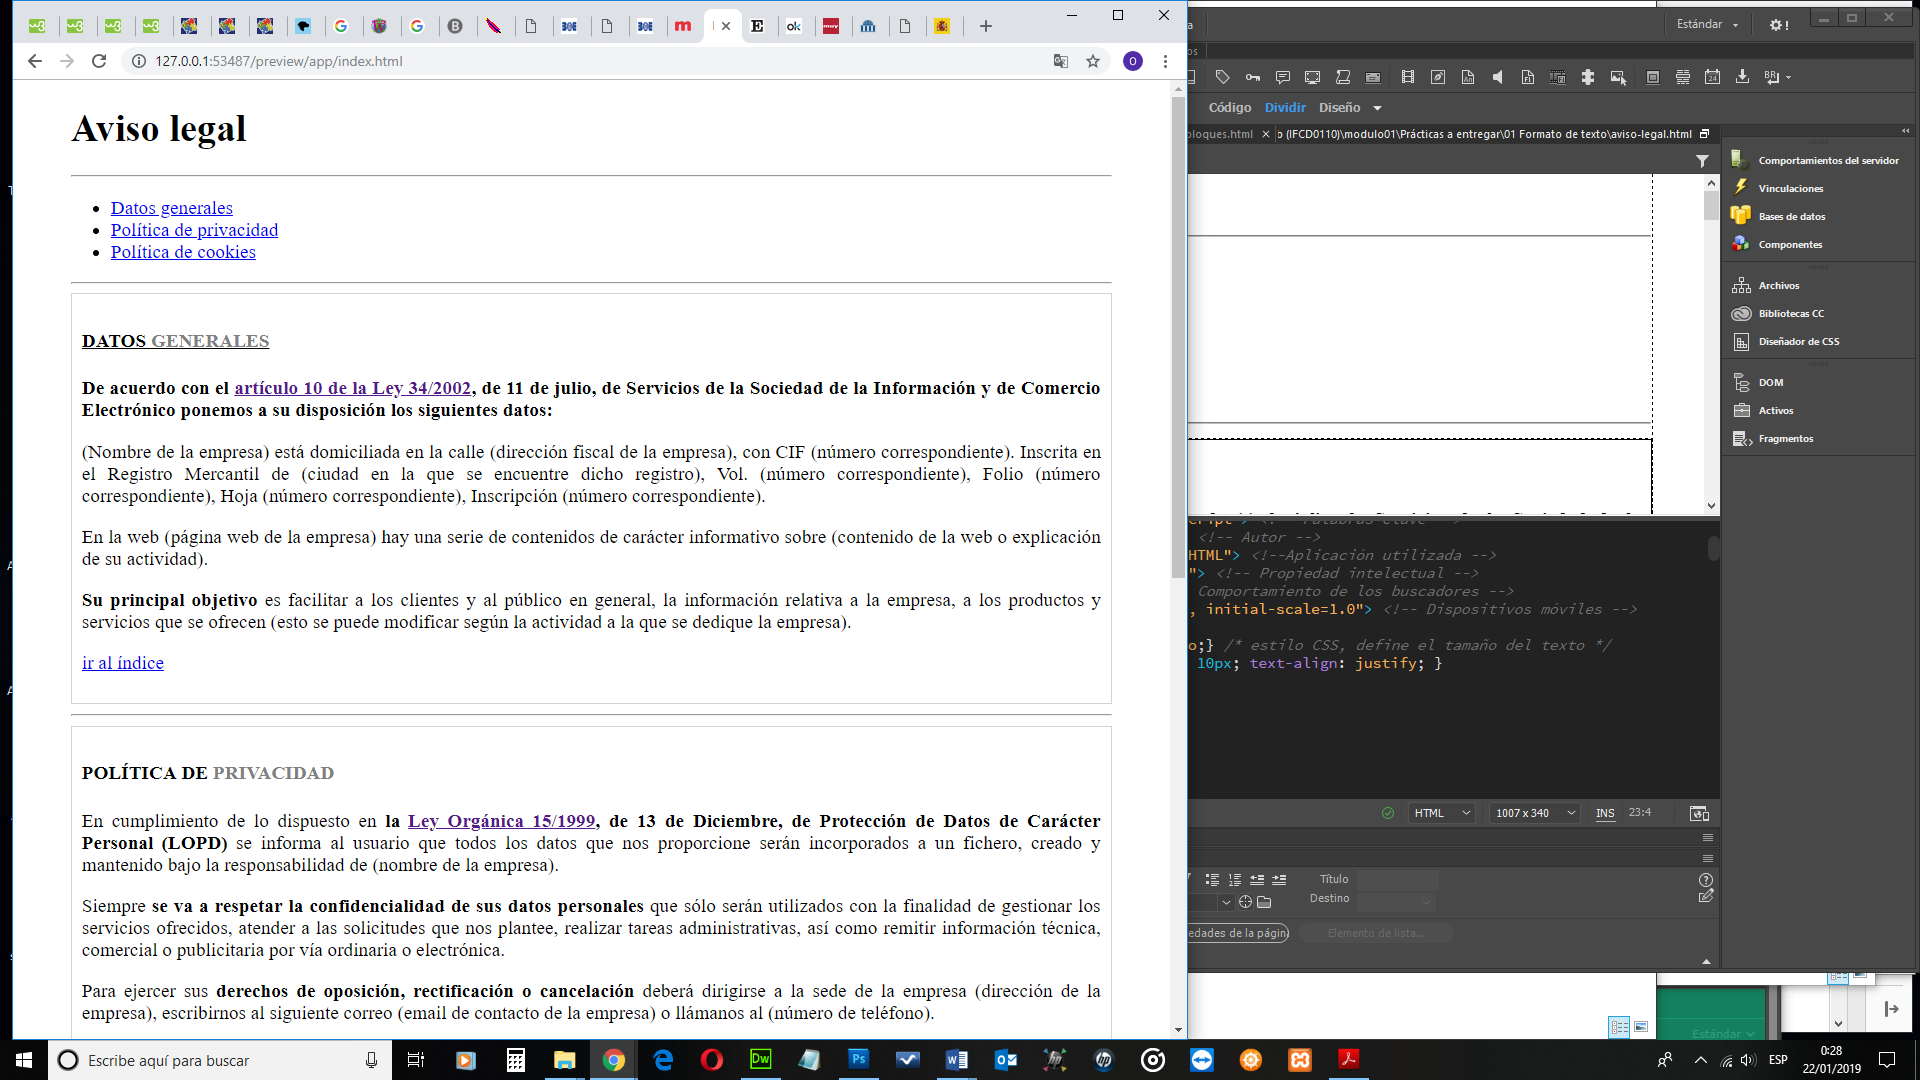 127.0.0.1:53487/preview/app/index.html
O
Aviso legal
Datos generales
Política de privacidad
Política de cookies
DATOS GENERALES
De acuerdo con el artículo 10 de la Ley 34/2002, de 11 de julio, de Servicios de la Sociedad de la Información y de Comercio
Electrónico ponemos a su disposición los siguientes datos:
(Nombre de la empresa) está domiciliada en la calle (dirección fiscal de la empresa), con CIF (número correspondiente). Inscrita en
el Registro Mercantil de (ciudad en la que se encuentre dicho registro), Vol. (número correspondiente), Folio (número
correspondiente), Hoja (número correspondiente), Inscripción (número correspondiente).
En la web (página web de la empresa) hay una serie de contenidos de carácter informativo sobre (contenido de la web o explicación
de su actividad).
Su principal objetivo es facilitar a los clientes y al público en general, la información relativa a la empresa, a los productos y
servicios que se ofrecen (esto se puede modificar según la actividad a la que se dedique la empresa).
ir al índice
POLÍTICA DE PRIVACIDAD
En cumplimiento de lo dispuesto en la Ley Orgánica 15/1999, de 13 de Diciembre, de Protección de Datos de Carácter
Personal (LOPD) se informa al usuario que todos los datos que nos proporcione serán incorporados a un fichero, creado y
mantenido bajo la responsabilidad de (nombre de la empresa).
Siempre se va a respetar la confidencialidad de sus datos personales que sólo serán utilizados con la finalidad de gestionar los
servicios ofrecidos, atender a las solicitudes que nos plantee, realizar tareas administrativas, así como remitir información técnica,
comercial o publicitaria por vía ordinaria o electrónica.
Para ejercer sus derechos de oposición, rectificación o cancelación deberá dirigirse a la sede de la empresa (dirección de la
empresa), escribirnos al siguiente correo (email de contacto de la empresa) o llámanos al (número de teléfono).
Estándar
Código Dividir Diseño
bloques.html
o (IFCD0110)\modulo01\Prácticas a entregar\01 Formato de texto\aviso-legal.html
<!-- Autor -->
HTML"> <!--Aplicación utilizada -->
"> <!-- Propiedad intelectual -->
Comportamiento de los buscadores -->
, initial-scale=1.0"> <!-- Dispositivos móviles -->
o;} /* estilo CSS, define el tamaño del texto */
10px; text-align: justify; }
HTML 1007 x 340 INS 23:4
Título
Destino
edades de la págin
Elemento de lista...
Comportamientos del servidor
Vinculaciones
Bases de datos
Componentes
Archivos
Bibliotecas CC
Diseñador de CSS
DOM
Activos
Fragmentos
Estándar
Escribe aquí para buscar
Dw
Ps
ESP
0:28
22/01/2019